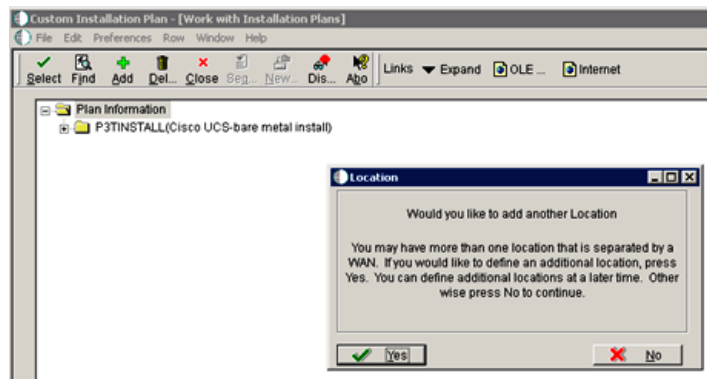 Custom Installation Plan - [Work with Installation Plans]
File Edit Preferences Row Window Help
Select Find Add Del... Close Seq... New... Dis... Abo Links Expand OLE ... Internet
Plan Information
P3TINSTALL(Cisco UCS-bare metal install)
Location
Would you like to add another Location
You may have more than one location that is separated by a
WAN. If you would like to define an additional location, press
Yes. You can define additional locations at a later time. Other
wise press No to continue.
Yes No